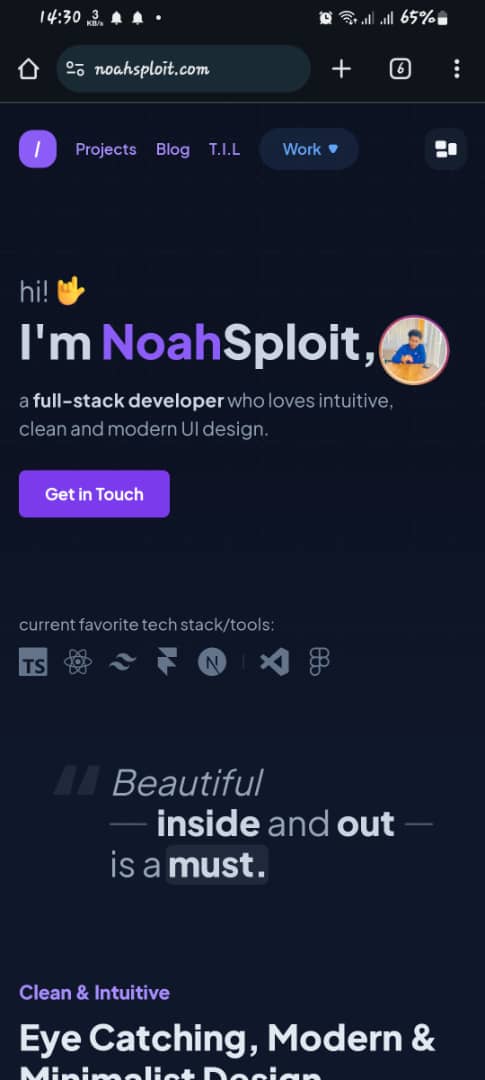 14:30 3 KB/s 65%
noahsploit.com 6
/ Projects Blog T.I.L Work
hi! 🤟
I'm NoahSploit,
a full-stack developer who loves intuitive,
clean and modern UI design.
Get in Touch
current favorite tech stack/tools:
TS N
“ Beautiful
— inside and out —
is a must.
Clean & Intuitive
Eye Catching, Modern &
Minimalist Design